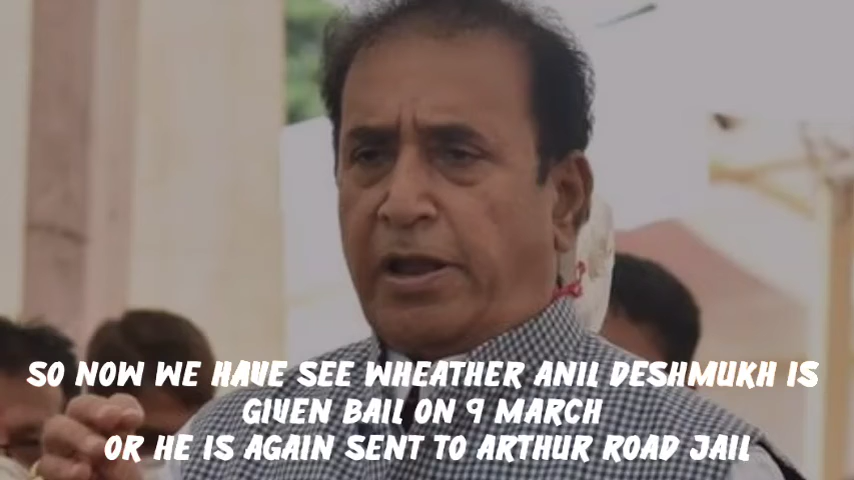 SO NOW WE HAVE SEE WHEATHER ANIL DESHMUKH IS
GIVEN BAIL ON 9 MARCH
OR HE IS AGAIN SENT TO ARTHUR ROAD JAIL